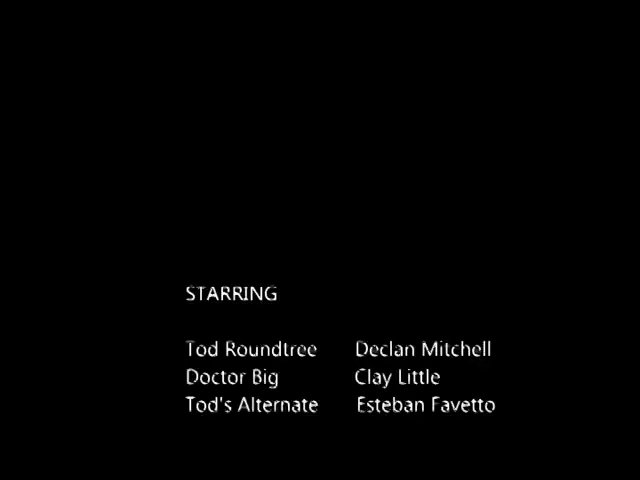 STARRING
Tod Roundtree Declan Mitchell
Doctor Big Clay Little
Tod's Alternate Esteban Favetto